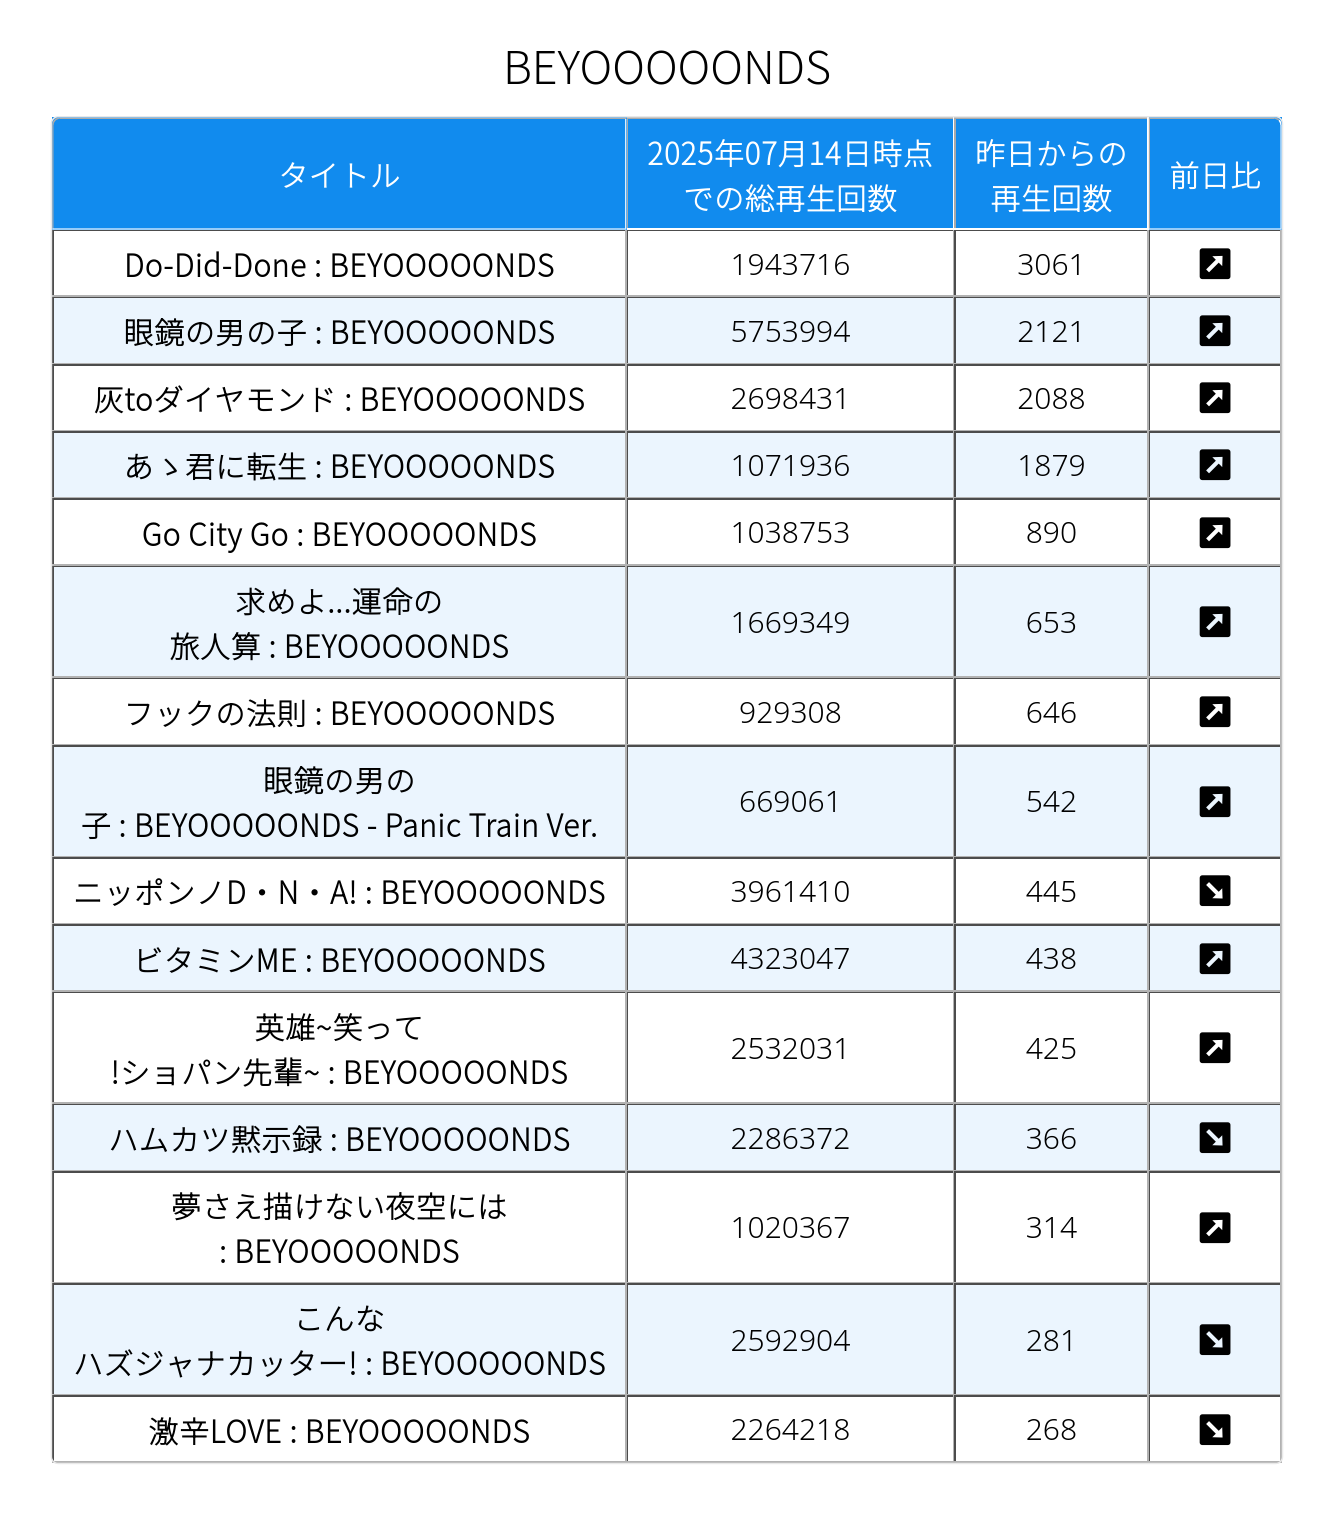 BEYOOOOONDS
タイトル
2025年07月14日時点
での総再生回数
昨日からの
再生回数
前日比
Do-Did-Done : BEYOOOOONDS
1943716
3061
眼鏡の男の子 : BEYOOOOONDS
5753994
2121
灰toダイヤモンド : BEYOOOOONDS
2698431
2088
あゝ君に転生 : BEYOOOOONDS
1071936
1879
Go City Go : BEYOOOOONDS
1038753
890
求めよ...運命の
旅人算 : BEYOOOOONDS
1669349
653
フックの法則 : BEYOOOOONDS
929308
646
眼鏡の男の
子 : BEYOOOOONDS - Panic Train Ver.
669061
542
ニッポンノD・N・A! : BEYOOOOONDS
3961410
445
ビタミンME : BEYOOOOONDS
4323047
438
英雄~笑って
!ショパン先輩~ : BEYOOOOONDS
2532031
425
ハムカツ黙示録 : BEYOOOOONDS
2286372
366
夢さえ描けない夜空には
: BEYOOOOONDS
1020367
314
こんな
ハズジャナカッター! : BEYOOOOONDS
2592904
281
激辛LOVE : BEYOOOOONDS
2264218
268